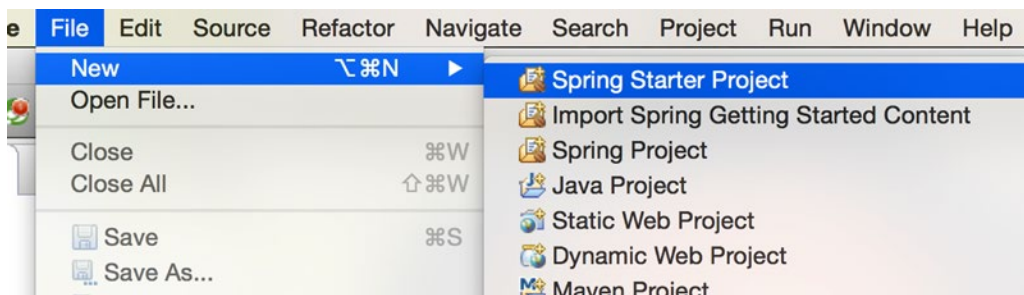 e File Edit Source Refactor Navigate Search Project Run Window Help
New ⌥⌘N ▶
Open File...
Close ⌘W
Close All ⇧⌘W
Save ⌘S
Save As...
Spring Starter Project
Import Spring Getting Started Content
Spring Project
Java Project
Static Web Project
Dynamic Web Project
Maven Project